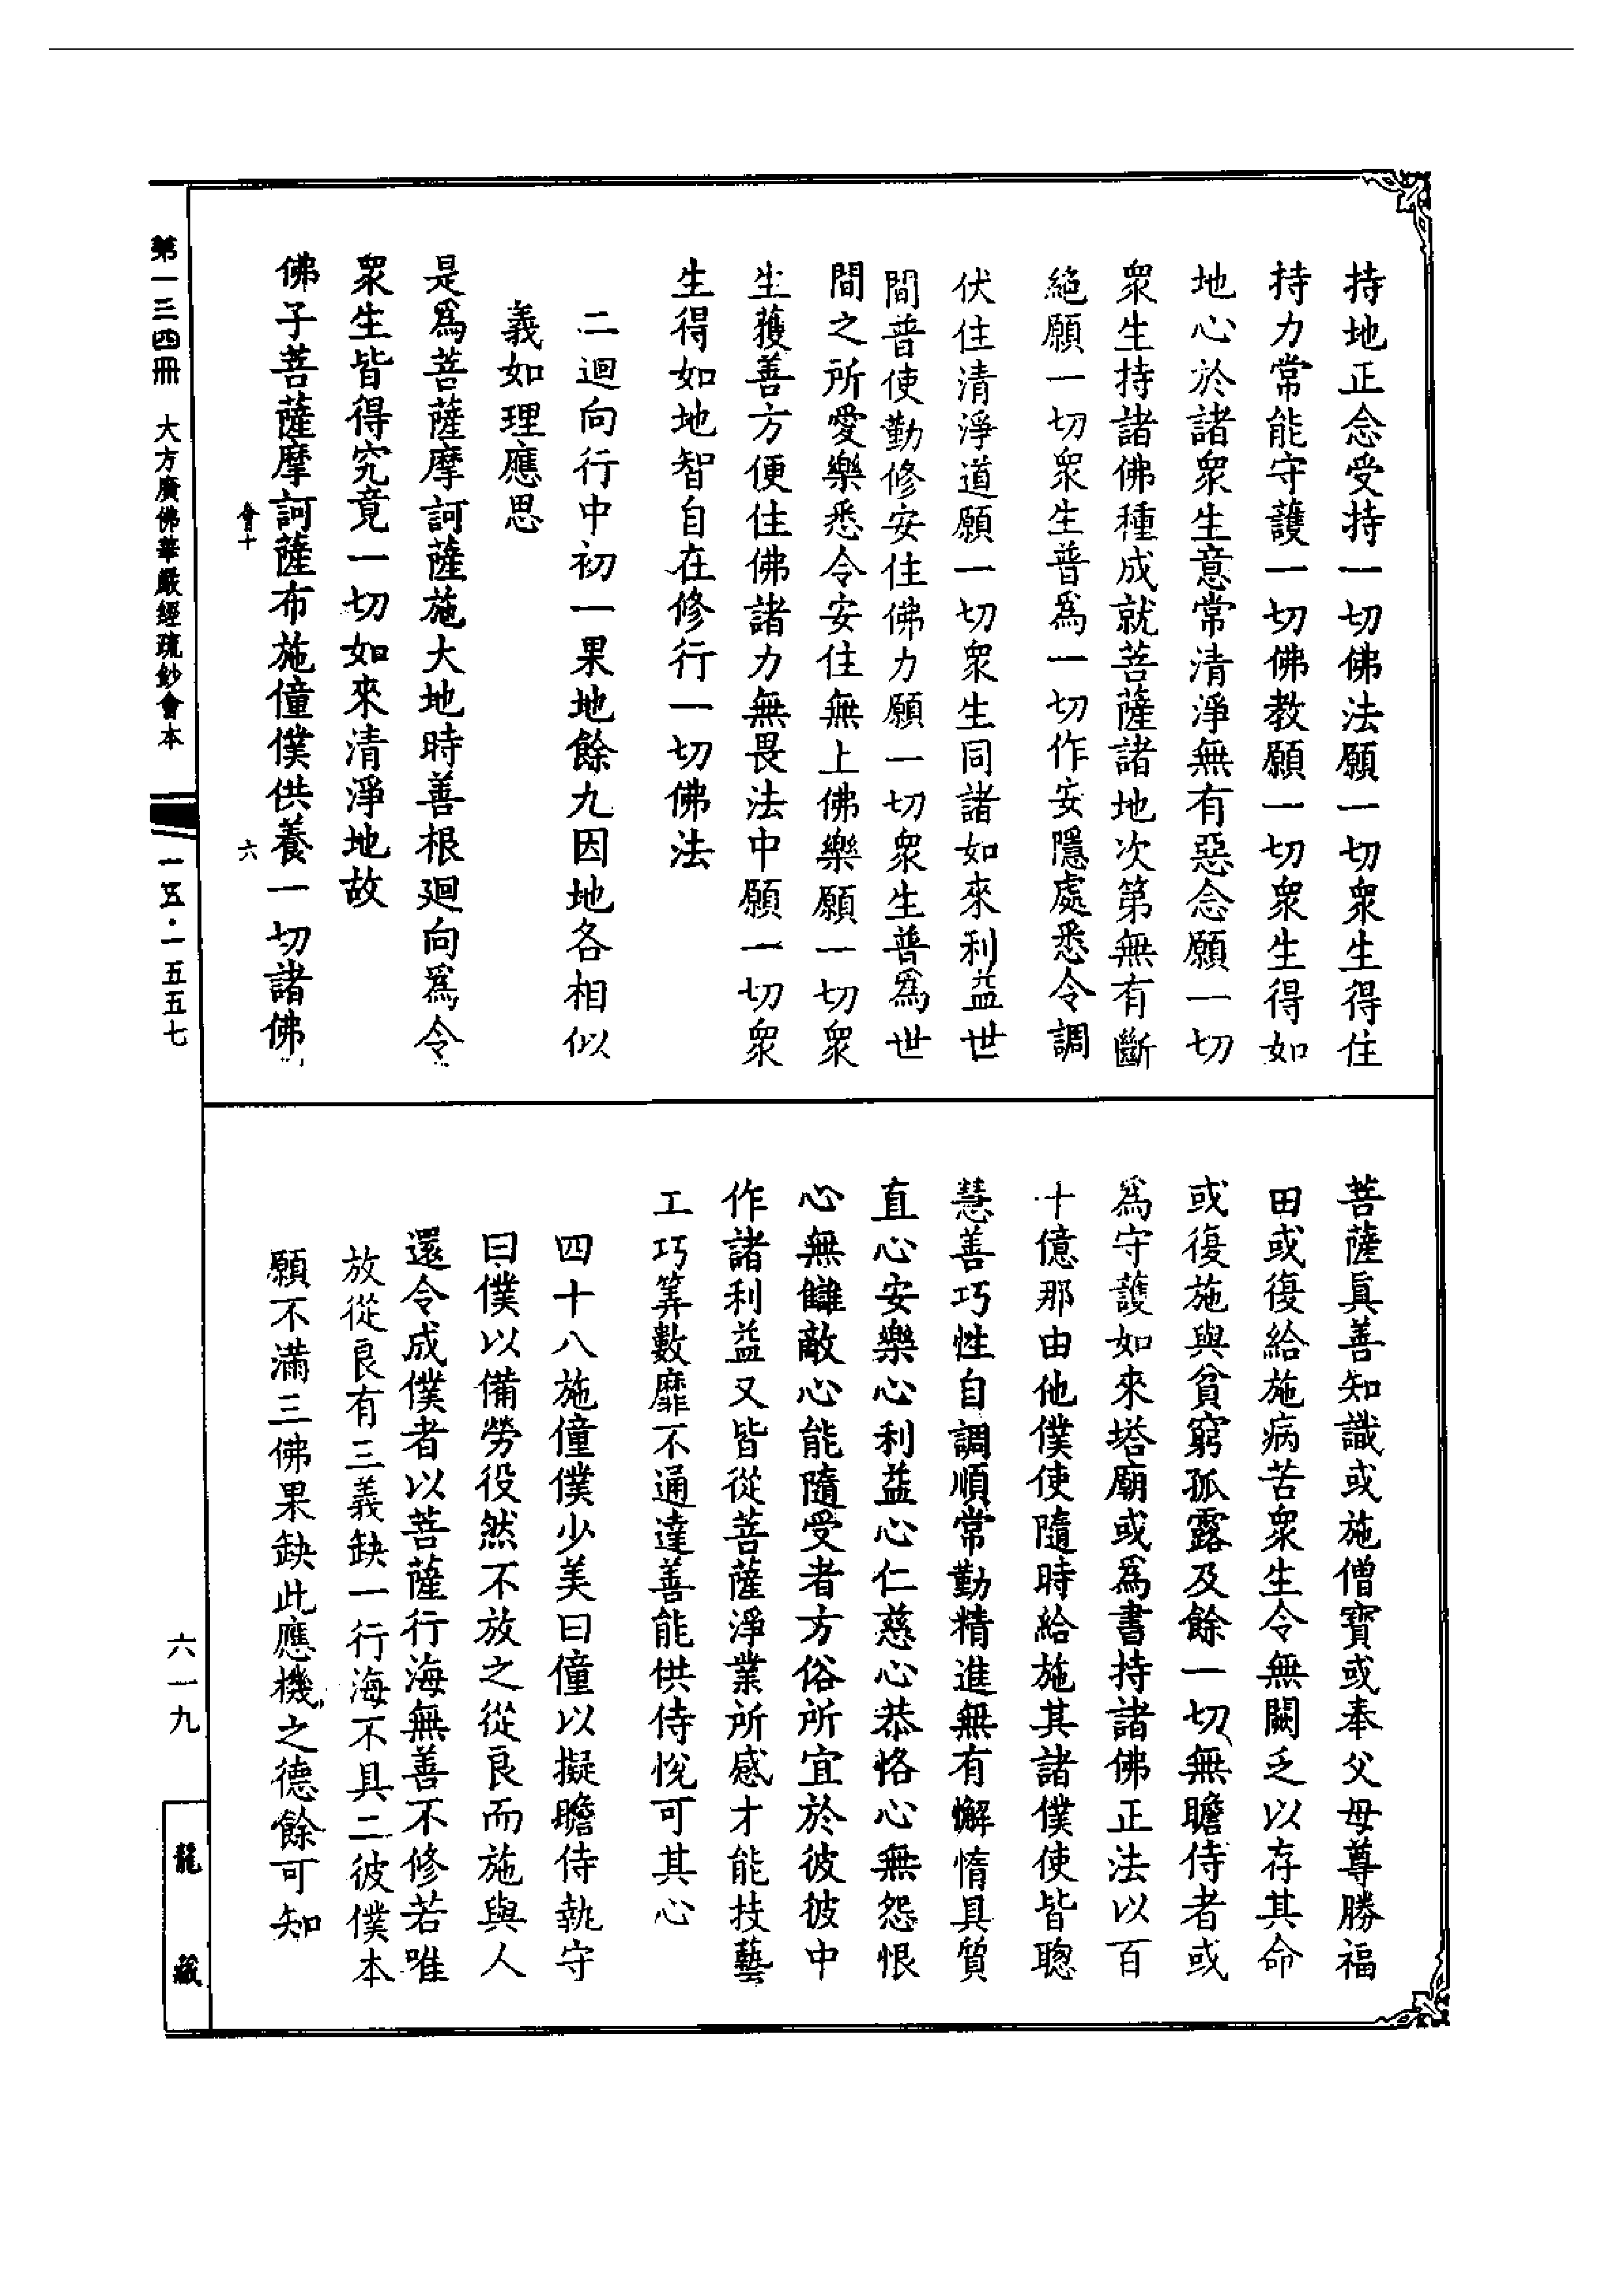 持地正念受持一切佛法願一切衆生得住
持力常能守護一切佛教願一切衆生得如
地心於諸衆生意常清淨無有惡念願一切
衆生持諸佛種成就菩薩諸地次第無有斷
絕願一切衆生普爲一切作安隱處悉令調
伏住清淨道願一切衆生同諸如來利益世
間普使勤修安住佛力願一切衆生普爲世
間之所愛樂悉令安住無上佛樂願一切衆
生獲善方便住佛諸力無畏法中願一切衆
生得如地智自在修行一切佛法
二迴向行中初一果地餘九因地各相似
義如理應思
是爲菩薩摩訶薩施大地時善根迴向爲令
衆生皆得究竟一切如來清淨地故
佛子菩薩摩訶薩布施僮僕供養一切諸佛
會十 六
菩薩眞善知識或施僧寶或奉父母尊勝福
田或復給施病苦衆生令無闕乏以存其命
或復施與貧窮孤露及餘一切無瞻侍者或
爲守護如來塔廟或爲書持諸佛正法以百
十億那由他僕使隨時給施其諸僕使皆聰
慧善巧性自調順常勤精進無有懈惰具質
直心安樂心利益心仁慈心恭恪心無怨恨
心無讎敵心能隨受者方俗所宜於彼彼中
作諸利益又皆從菩薩淨業所感才能技藝
工巧筭數靡不通達善能供侍悅可其心
四十八施僮僕少美曰僮以擬瞻侍執守
曰僕以備勞役然不放之從良而施與人
還令成僕者以菩薩行海無善不修若唯
放從良有三義缺一行海不具二彼僕本
願不滿三佛果缺此應機之德餘可知
第一三四冊 大方廣佛華嚴經疏鈔會本 一五·一五五七
六一九
龍藏